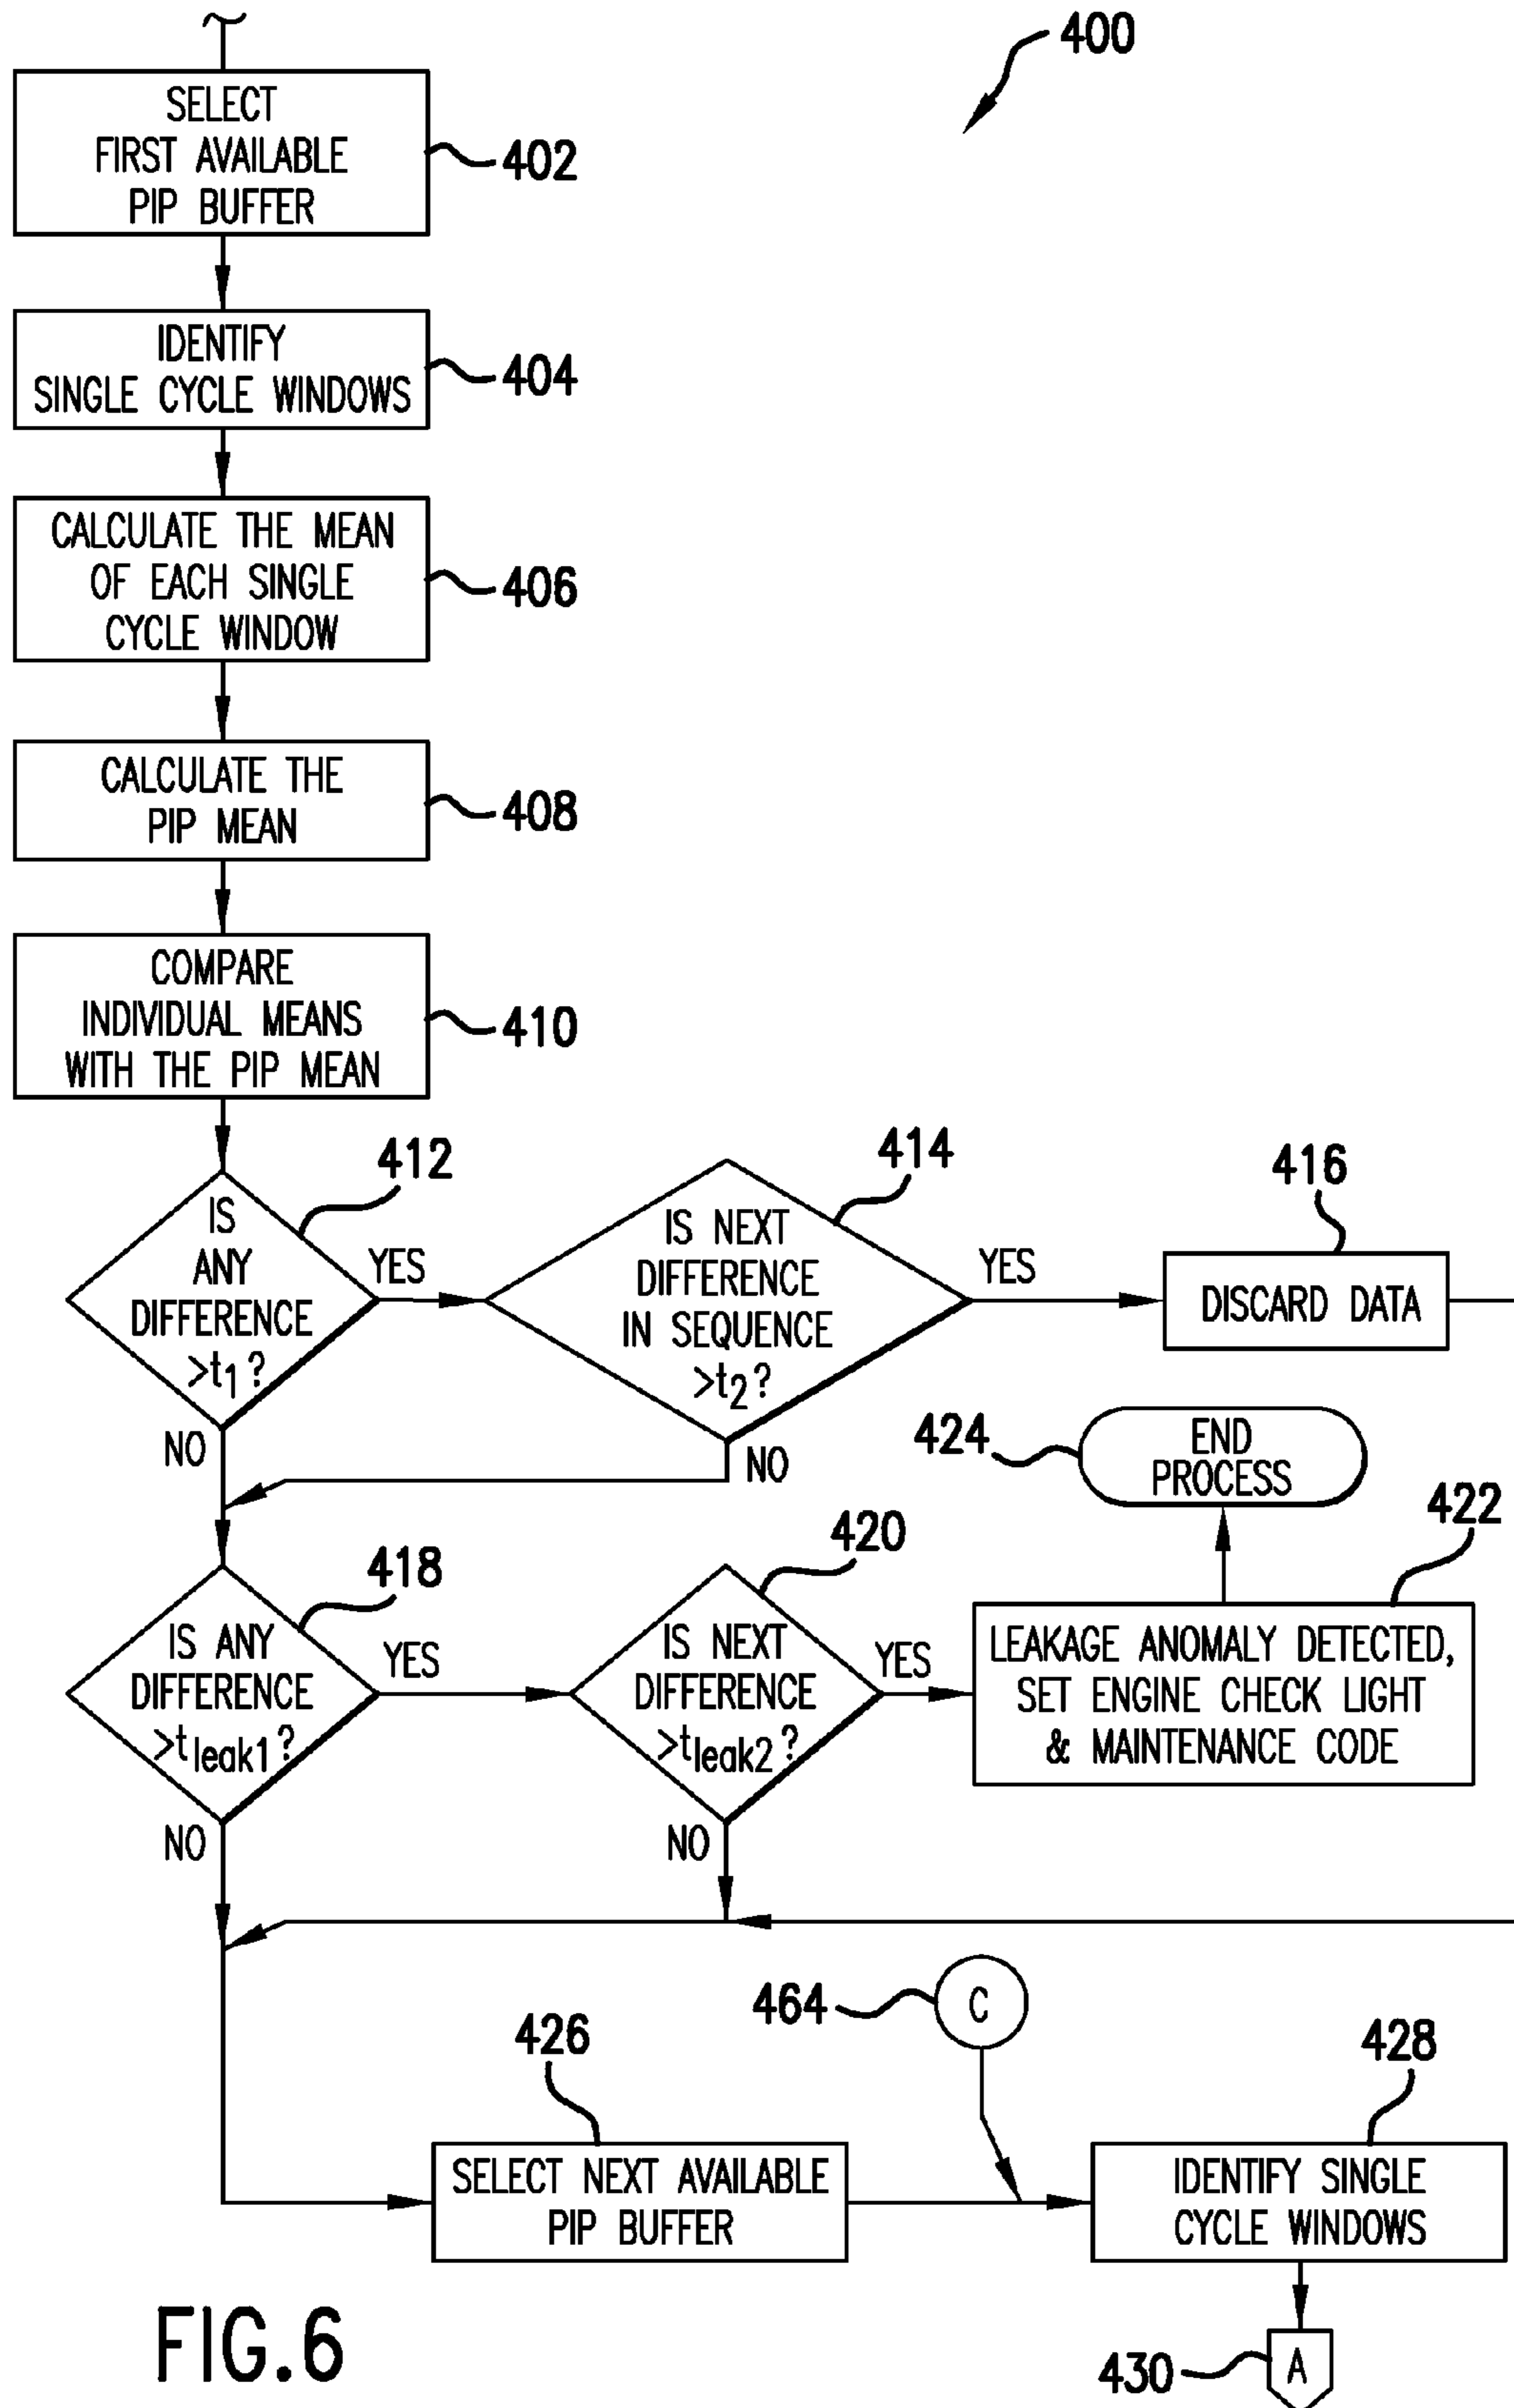 400
SELECT
FIRST AVAILABLE
PIP BUFFER
402
IDENTIFY
SINGLE CYCLE WINDOWS
404
CALCULATE THE MEAN
OF EACH SINGLE
CYCLE WINDOW
406
CALCULATE THE
PIP MEAN
408
COMPARE
INDIVIDUAL MEANS
WITH THE PIP MEAN
410
412
IS
ANY
DIFFERENCE
>t1?
YES
NO
414
IS NEXT
DIFFERENCE
IN SEQUENCE
>t2?
YES
NO
416
DISCARD DATA
424
END
PROCESS
418
IS ANY
DIFFERENCE
>tleak1?
YES
NO
420
IS NEXT
DIFFERENCE
>tleak2?
YES
NO
422
LEAKAGE ANOMALY DETECTED,
SET ENGINE CHECK LIGHT
& MAINTENANCE CODE
464
C
426
SELECT NEXT AVAILABLE
PIP BUFFER
428
IDENTIFY SINGLE
CYCLE WINDOWS
430
A
FIG.6